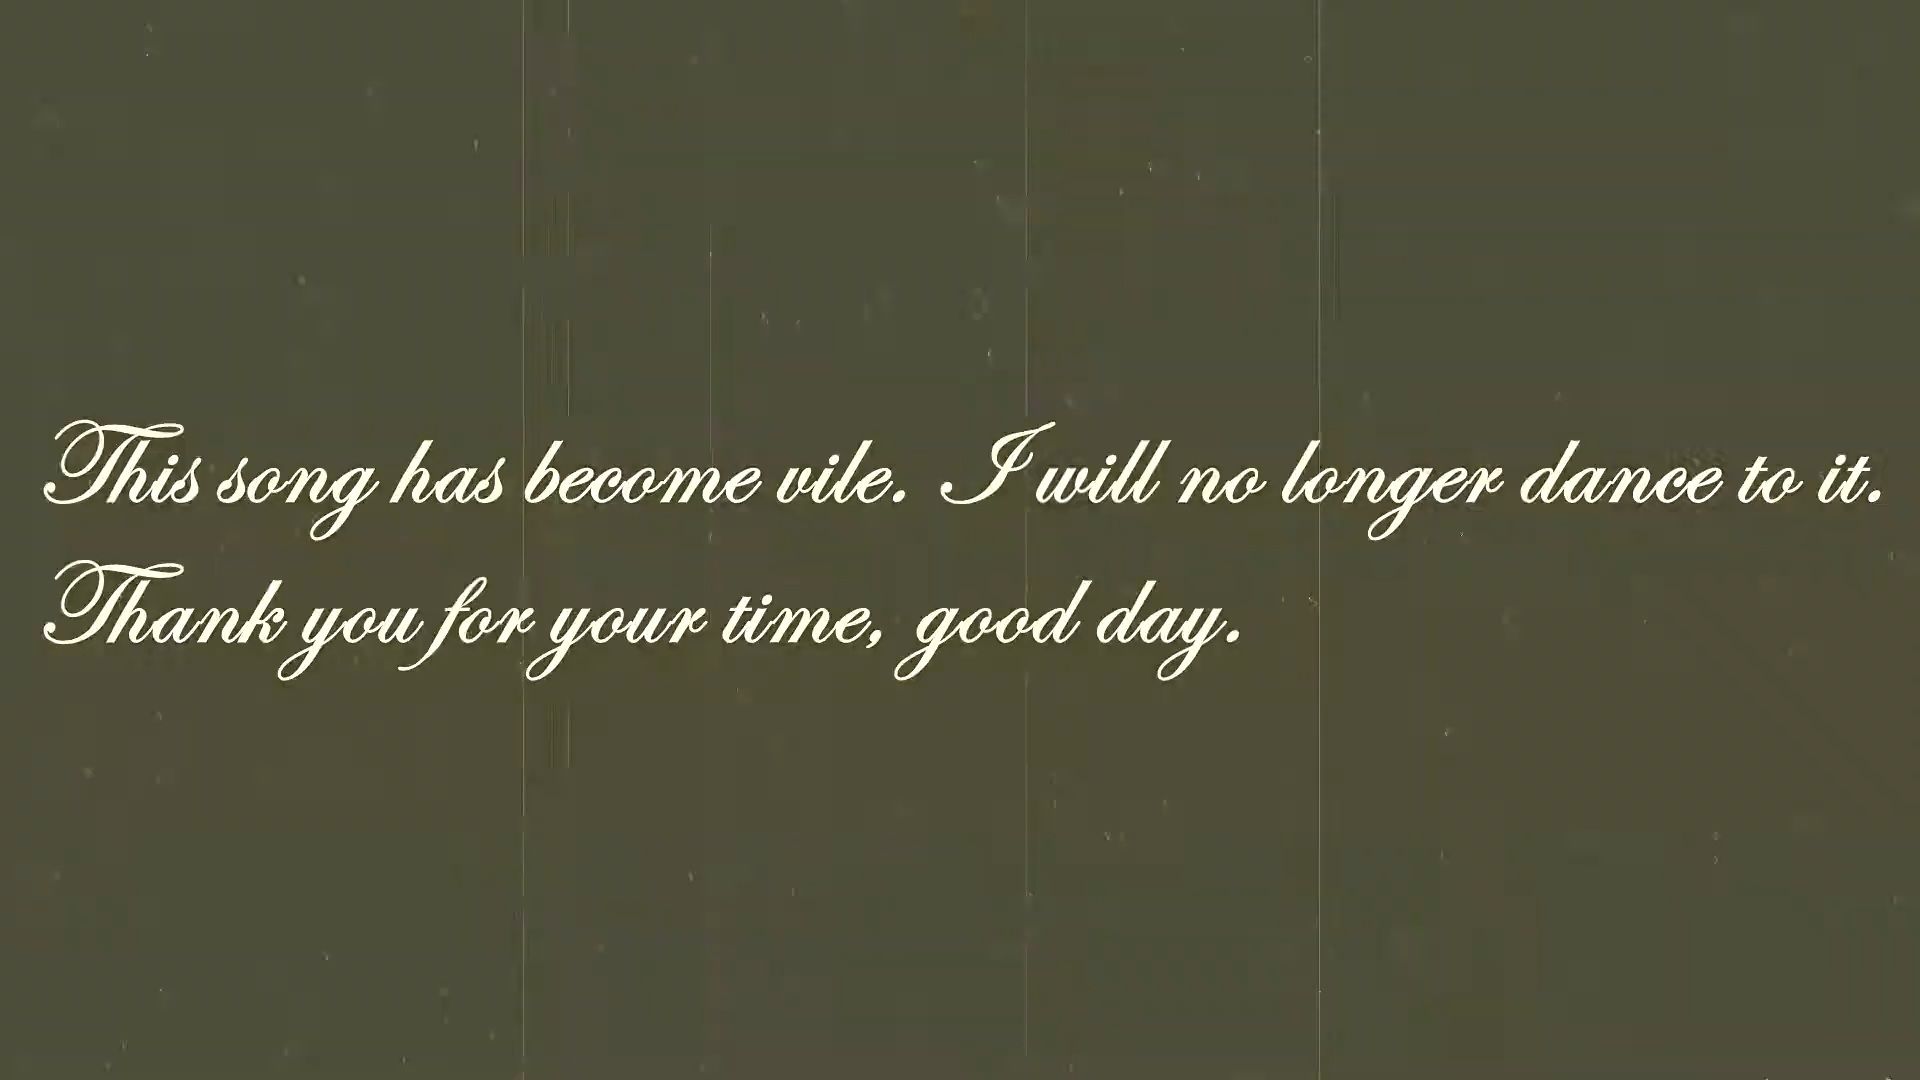 This song has become vile. I will no longer dance to it.
Thank you for your time, good day.